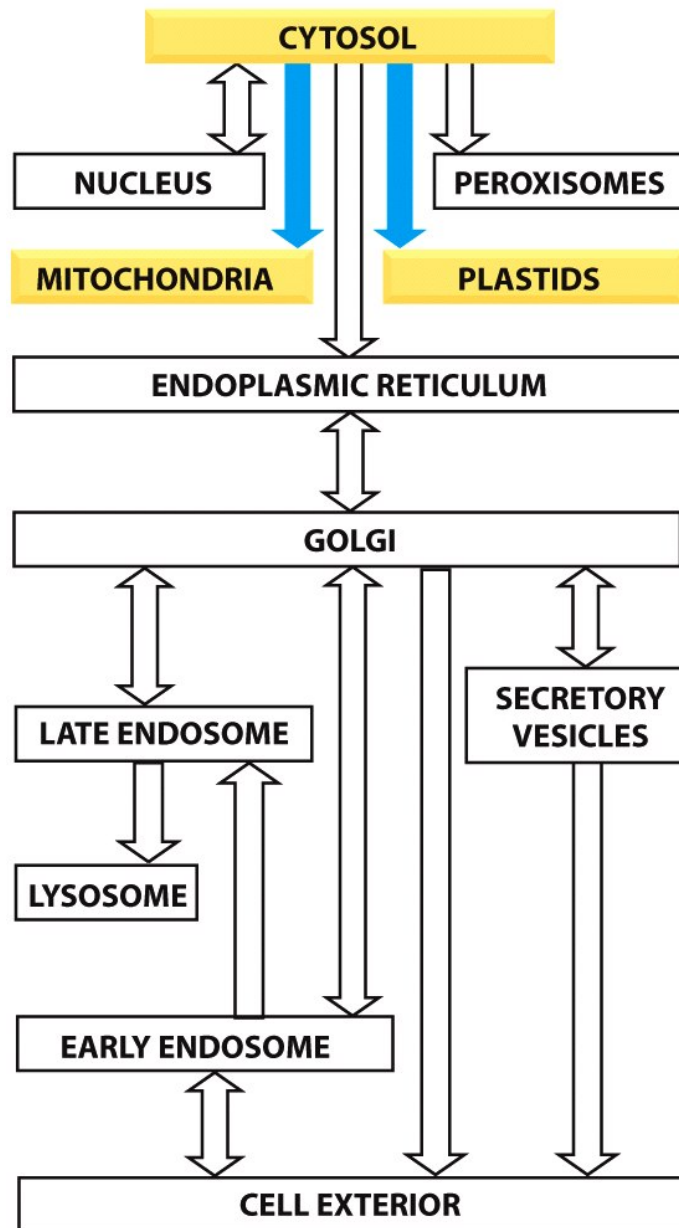 CYTOSOL
NUCLEUS
PEROXISOMES
MITOCHONDRIA
PLASTIDS
ENDOPLASMIC RETICULUM
GOLGI
SECRETORY
VESICLES
LATE ENDOSOME
LYSOSOME
EARLY ENDOSOME
CELL EXTERIOR